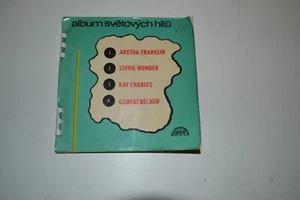 album světových hitů
1 ARETHA FRANKLIN
2 STEVIE WONDER
3 RAY CHARLES
4 GILBERT BÉCAUD